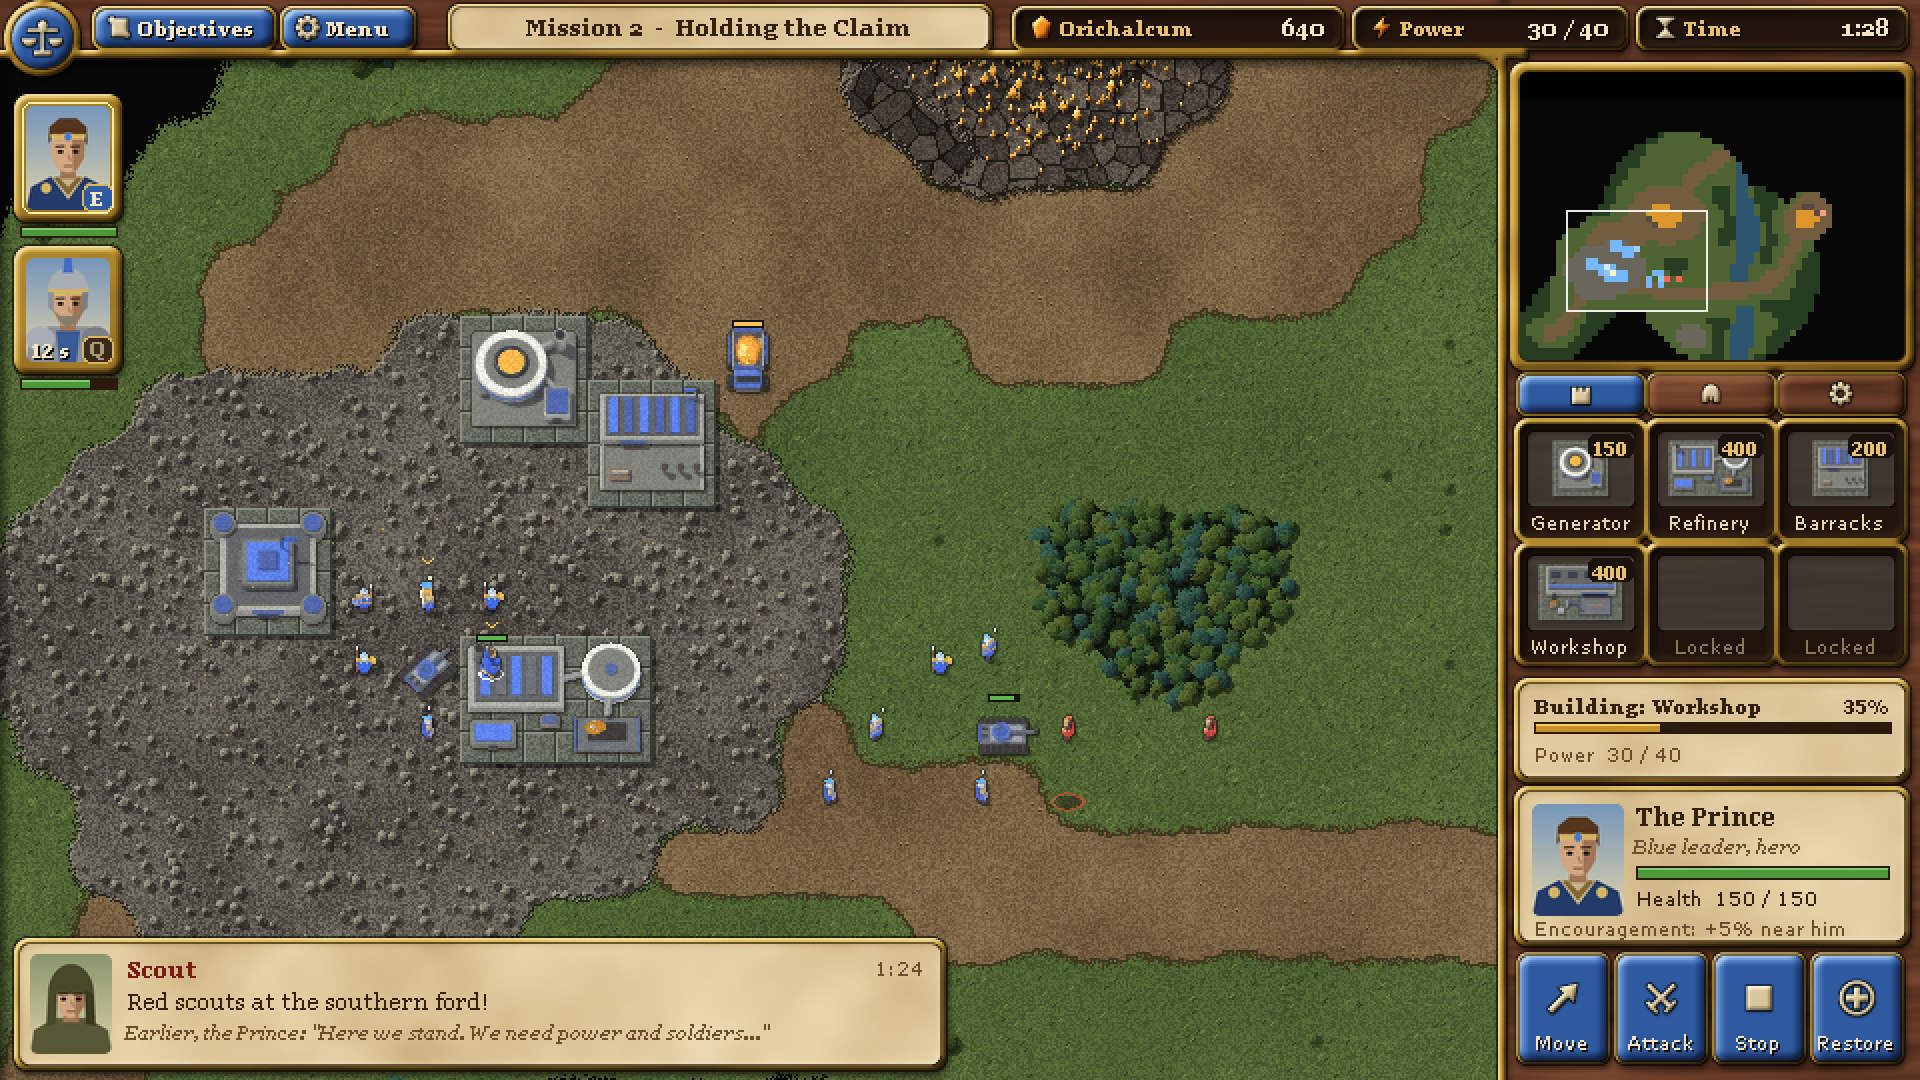 Objectives
Menu
Mission 2 - Holding the Claim
Orichalcum 640
Power 30 / 40
Time 1:28
E
12 s Q
150
Generator
400
Refinery
200
Barracks
400
Workshop
Locked
Locked
Building: Workshop 35%
Power 30 / 40
The Prince
Blue leader, hero
Health 150 / 150
Encouragement: +5% near him
Move
Attack
Stop
Restore
Scout 1:24
Red scouts at the southern ford!
Earlier, the Prince: "Here we stand. We need power and soldiers..."